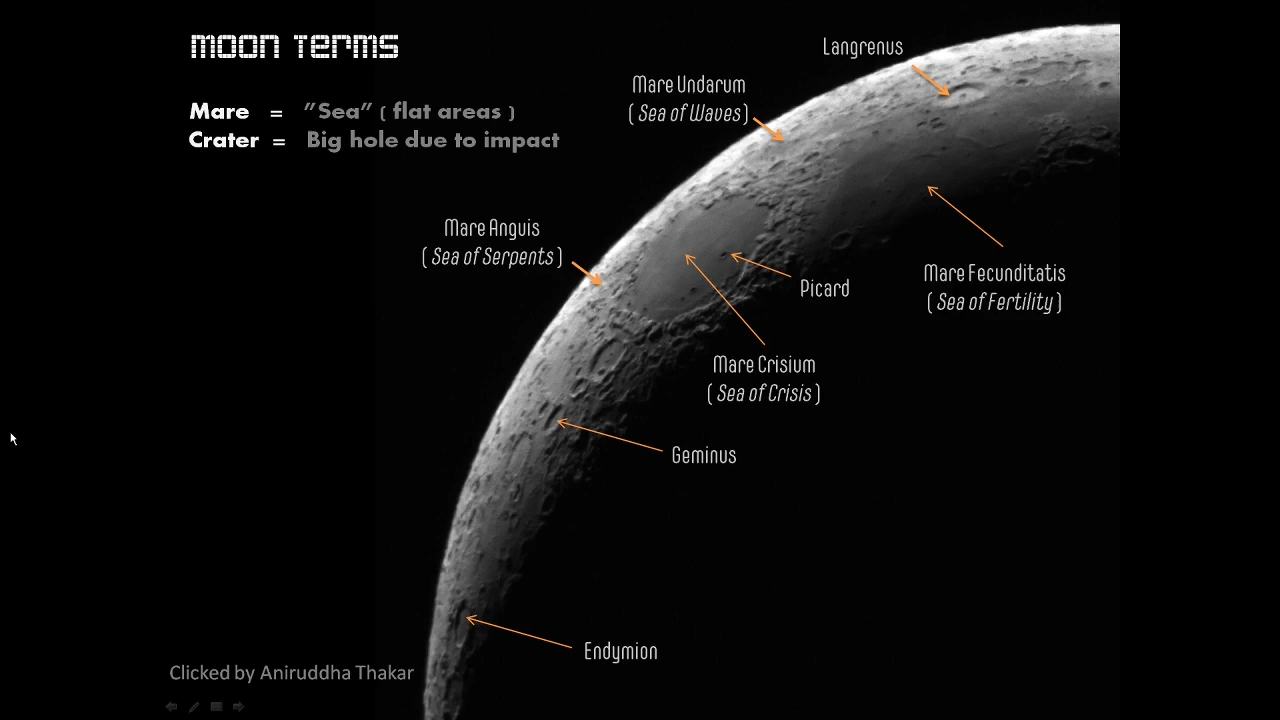 MOON TERMS
Mare = "Sea" ( flat areas )
Crater = Big hole due to impact
Langrenus
Mare Undarum
( Sea of Waves )
Mare Anguis
( Sea of Serpents )
Picard
Mare Fecunditatis
( Sea of Fertility )
Mare Crisium
( Sea of Crisis )
Geminus
Endymion
Clicked by Aniruddha Thakar